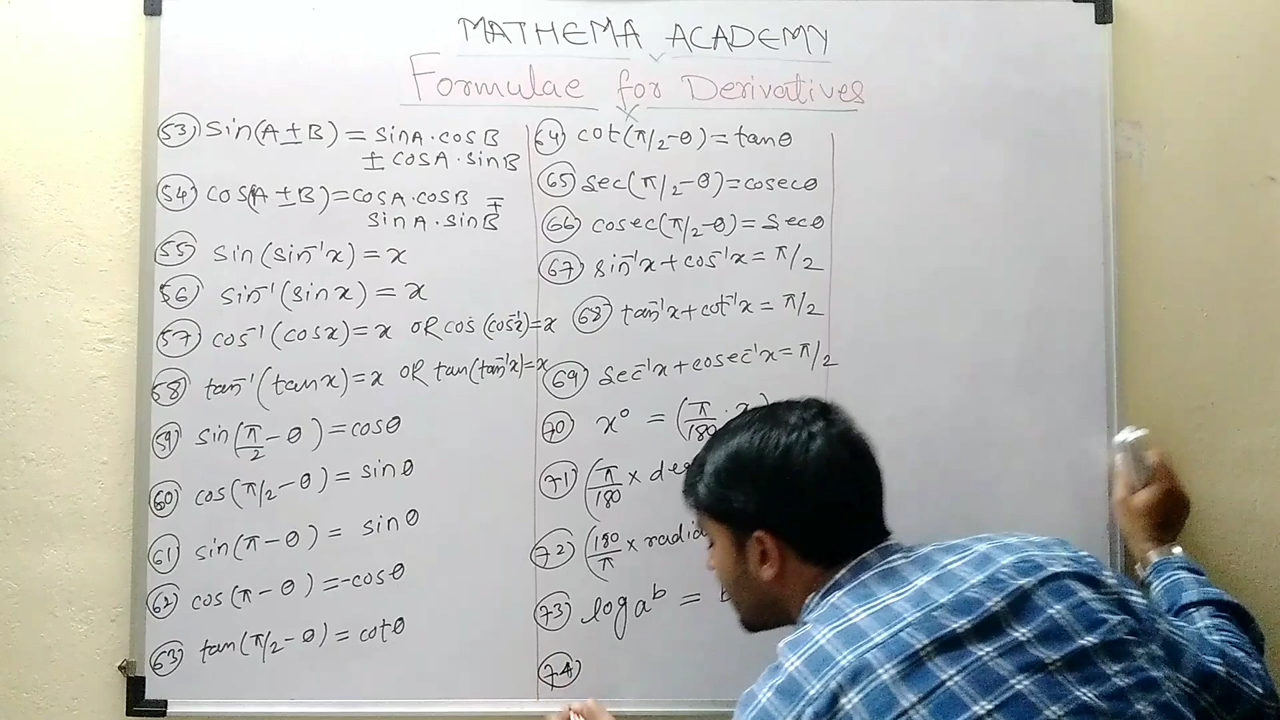 MATHEMA ACADEMY
Formulae for Derivatives
53) sin(A ± B) = sinA·cosB
± cosA·sinB
54) cos(A ± B) = cosA·cosB ∓
sinA·sinB
55) sin(sin⁻¹x) = x
56) sin⁻¹(sinx) = x
57) cos⁻¹(cosx) = x OR cos(cos⁻¹x) = x
58) tan⁻¹(tanx) = x OR tan(tan⁻¹x) = x
59) sin(π/2 - θ) = cosθ
60) cos(π/2 - θ) = sinθ
61) sin(π - θ) = sinθ
62) cos(π - θ) = -cosθ
63) tan(π/2 - θ) = cotθ
64) cot(π/2 - θ) = tanθ
65) sec(π/2 - θ) = cosecθ
66) cosec(π/2 - θ) = secθ
67) sin⁻¹x + cos⁻¹x = π/2
68) tan⁻¹x + cot⁻¹x = π/2
69) sec⁻¹x + cosec⁻¹x = π/2
70) x° = (π/180 · x)
71) (π/180 ×
72) (180/π ×
73) log a^b =
74)